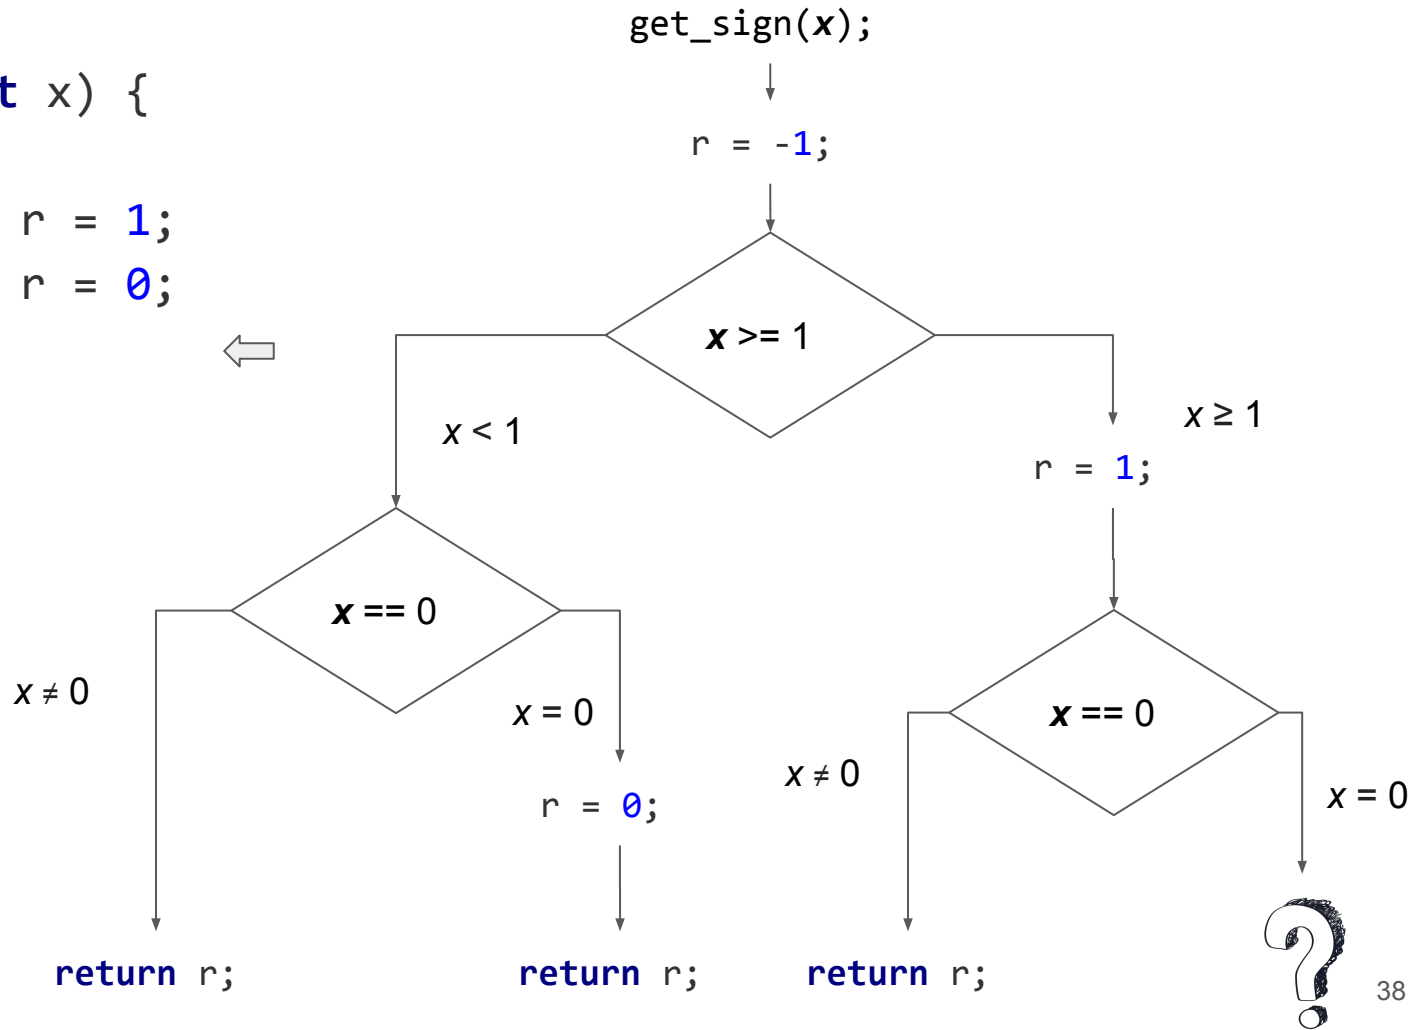 get_sign(x);
t x) {
r = -1;
r = 1;
r = 0;
x >= 1
x < 1
x ≥ 1
r = 1;
x == 0
x ≠ 0
x = 0
x == 0
x ≠ 0
x = 0
r = 0;
return r;
return r;
return r;
?
38